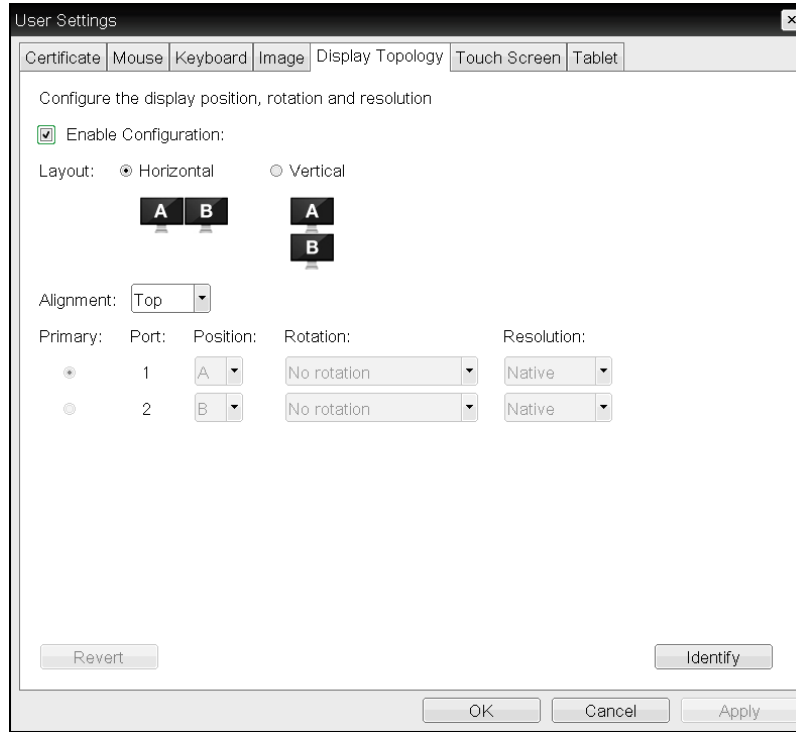 User Settings
Certificate Mouse Keyboard Image Display Topology Touch Screen Tablet
Configure the display position, rotation and resolution
Enable Configuration:
Layout: Horizontal Vertical
A B A
B
Alignment: Top
Primary: Port: Position: Rotation: Resolution:
1 A No rotation Native
2 B No rotation Native
Revert Identify
OK Cancel Apply